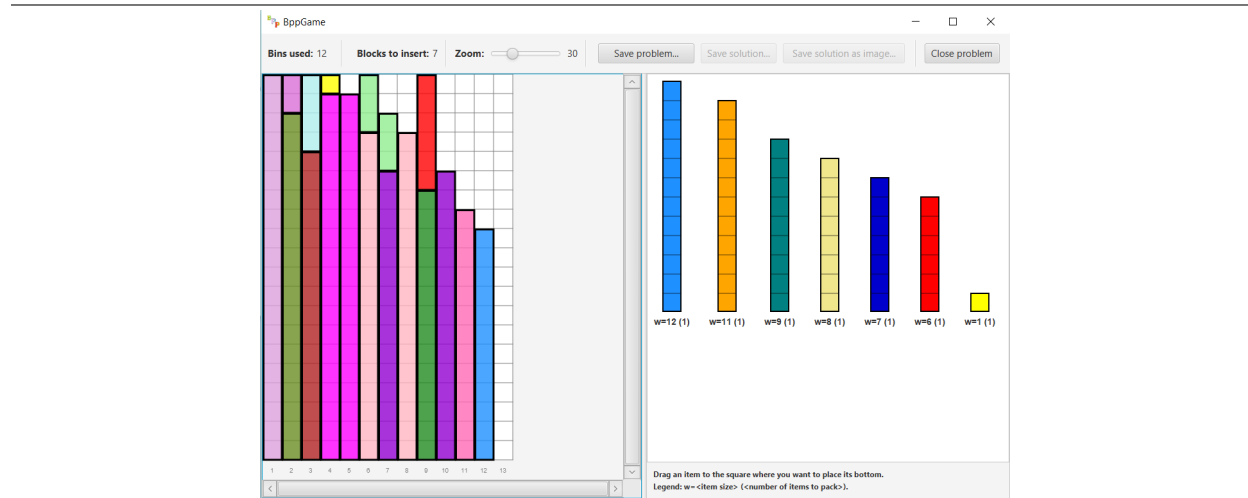 BppGame
Bins used: 12 Blocks to insert: 7 Zoom: 30 Save problem... Save solution... Save solution as image... Close problem
w=12 (1) w=11 (1) w=9 (1) w=8 (1) w=7 (1) w=6 (1) w=1 (1)
1 2 3 4 5 6 7 8 9 10 11 12 13
Drag an item to the square where you want to place its bottom.
Legend: w=<item size> (<number of items to pack>).